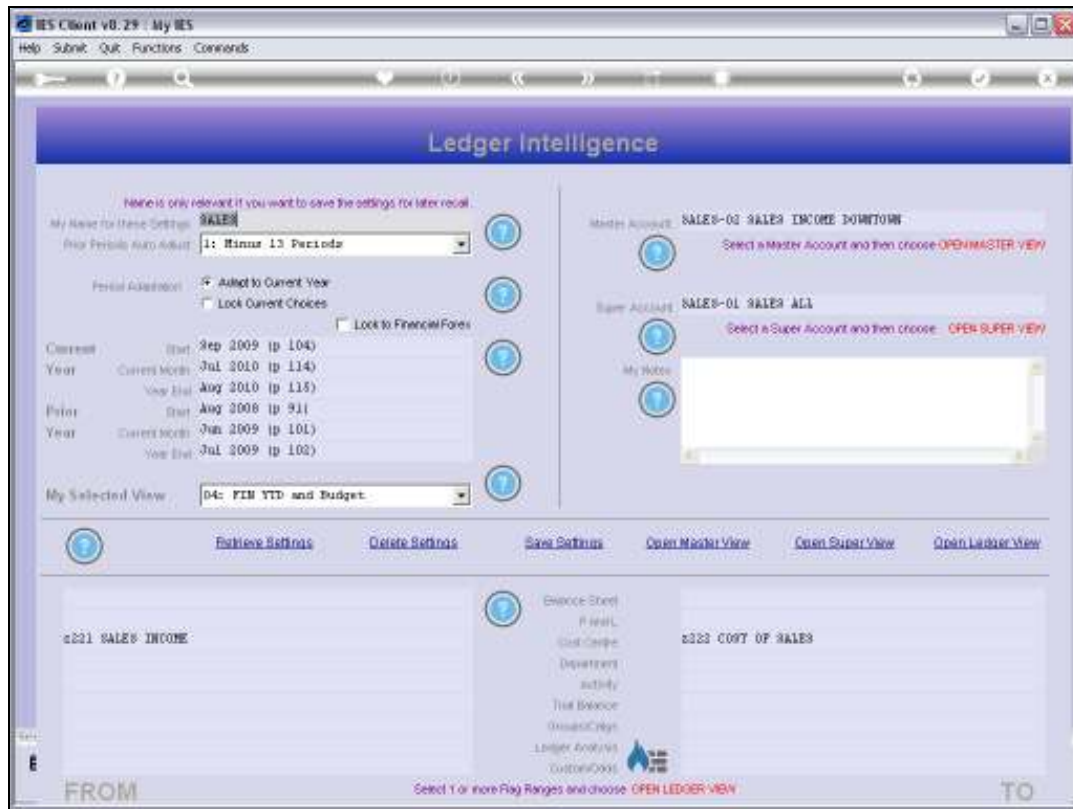 IES Client v8.29 : My IES
Help Submit Quit Functions Commands
Ledger Intelligence
Name is only relevant if you want to save the settings for later recall.
My Name for these Settings SALES
Prior Periods Auto Adjust 1: Minus 13 Periods
Period Adaptation Adapt to Current Year
Lock Current Choices
Lock to Financial Forex
Current Start Sep 2009 (p 104)
Year Current Month Jul 2010 (p 114)
Year End Aug 2010 (p 115)
Prior Start Aug 2008 (p 91)
Year Current Month Jun 2009 (p 101)
Year End Jul 2009 (p 102)
My Selected View 04: FIN YTD and Budget
Master Account SALES-02 SALES INCOME DOWNTOWN
Select a Master Account and then choose OPEN MASTER VIEW
Super Account SALES-01 SALES ALL
Select a Super Account and then choose OPEN SUPER VIEW
My Notes
Retrieve Settings Delete Settings Save Settings Open Master View Open Super View Open Ledger View
Balance Sheet
P and L
z221 SALES INCOME Cost Centre z222 COST OF SALES
Department
Activity
Trial Balance
Ledger Analysis
FROM Select 1 or more Flag Ranges and choose OPEN LEDGER VIEW TO